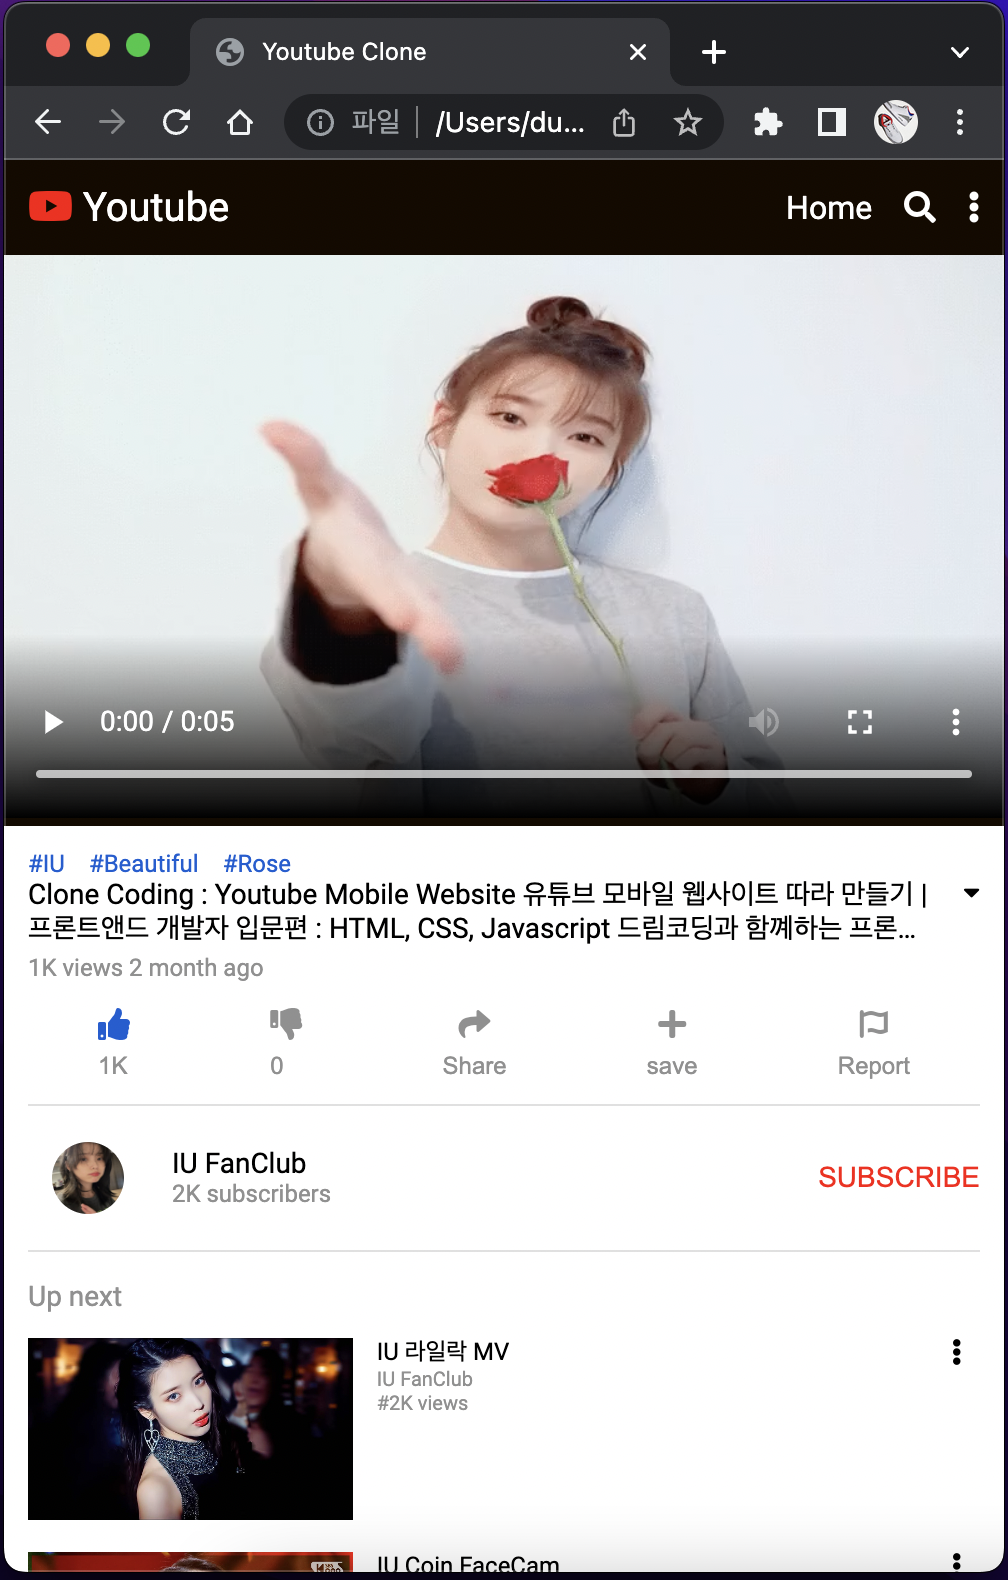 Youtube Clone
파일 | /Users/du...
Youtube
Home
0:00 / 0:05
#IU #Beautiful #Rose
Clone Coding : Youtube Mobile Website 유튜브 모바일 웹사이트 따라 만들기 |
프론트앤드 개발자 입문편 : HTML, CSS, Javascript 드림코딩과 함꼐하는 프론...
1K views 2 month ago
1K
0
Share
save
Report
IU FanClub
2K subscribers
SUBSCRIBE
Up next
IU 라일락 MV
IU FanClub
#2K views
IU Coin FaceCam